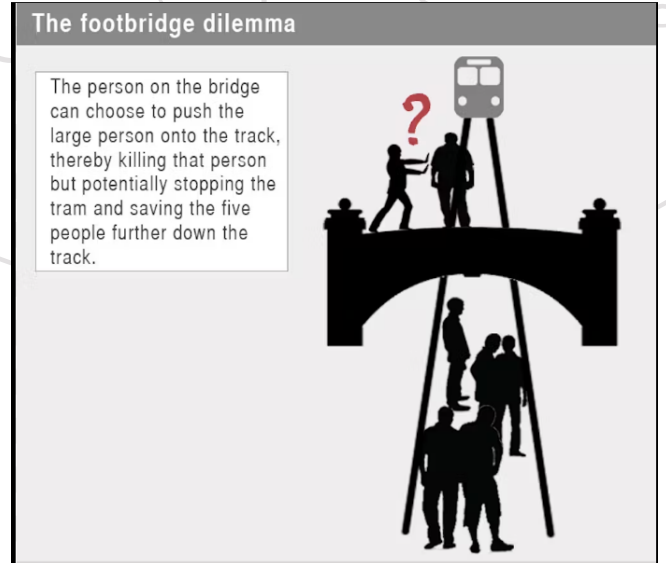 The footbridge dilemma
The person on the bridge
can choose to push the
large person onto the track,
thereby killing that person
but potentially stopping the
tram and saving the five
people further down the
track.
?